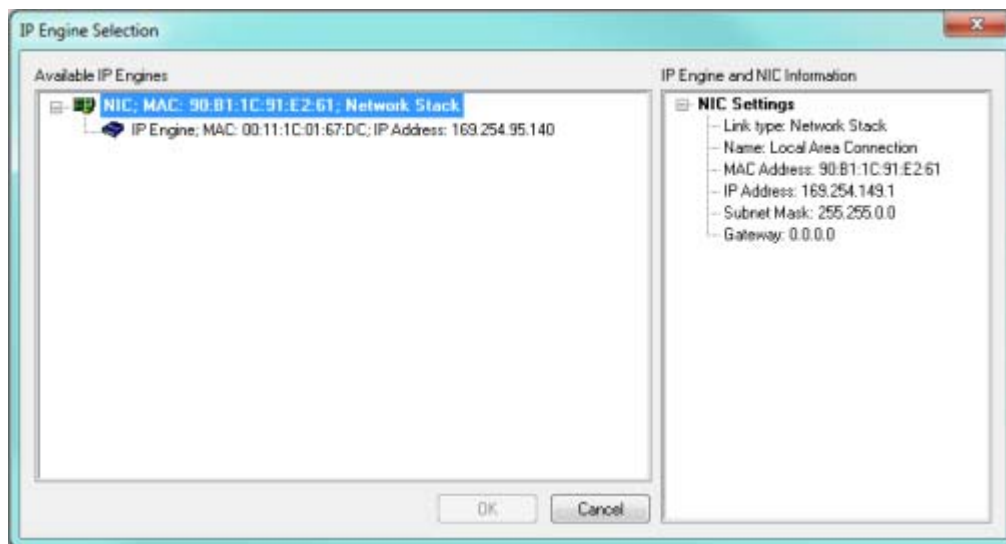 IP Engine Selection
Available IP Engines
NIC; MAC: 90:B1:1C:91:E2:61; Network Stack
IP Engine; MAC: 00:11:1C:01:67:DC; IP Address: 169.254.95.140
IP Engine and NIC Information
NIC Settings
Link type: Network Stack
Name: Local Area Connection
MAC Address: 90:B1:1C:91:E2:61
IP Address: 169.254.149.1
Subnet Mask: 255.255.0.0
Gateway: 0.0.0.0
OK
Cancel